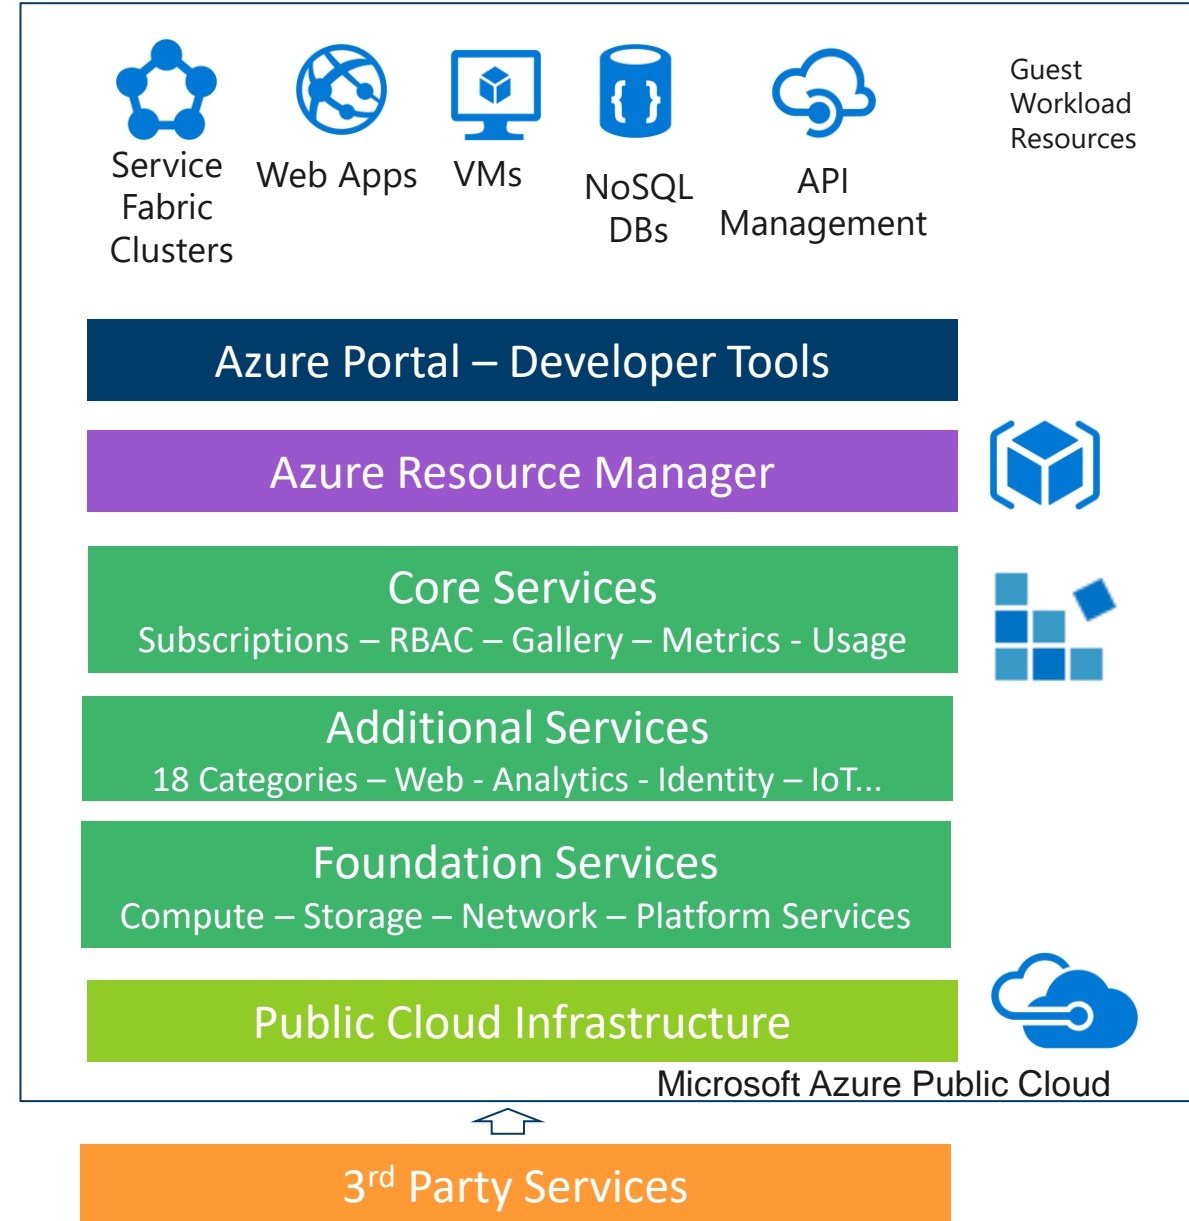 Service
Fabric
Clusters
Web Apps
VMs
NoSQL
DBs
API
Management
Guest
Workload
Resources
Azure Portal – Developer Tools
Azure Resource Manager
Core Services
Subscriptions – RBAC – Gallery – Metrics - Usage
Additional Services
18 Categories – Web - Analytics - Identity – IoT...
Foundation Services
Compute – Storage – Network – Platform Services
Public Cloud Infrastructure
Microsoft Azure Public Cloud
3rd Party Services